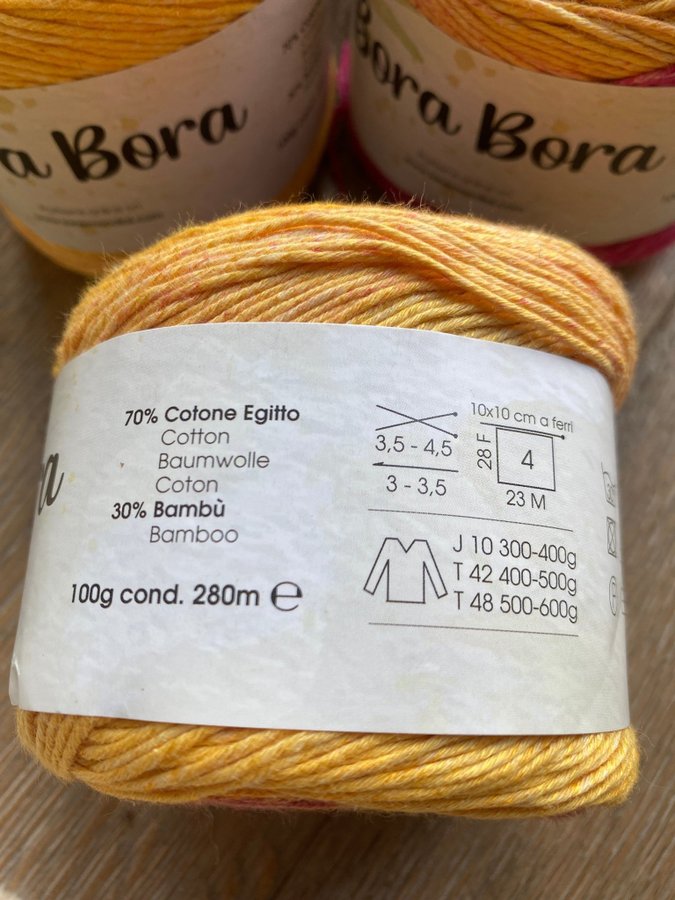 a Bora
Bora Bora
70% Cotone Egitto
Cotton
Baumwolle
Coton
30% Bambù
Bamboo
100g cond. 280m ℮
10x10 cm a ferri
3,5 - 4,5
28 F
4
3 - 3,5
23 M
J 10 300-400g
T 42 400-500g
T 48 500-600g
a